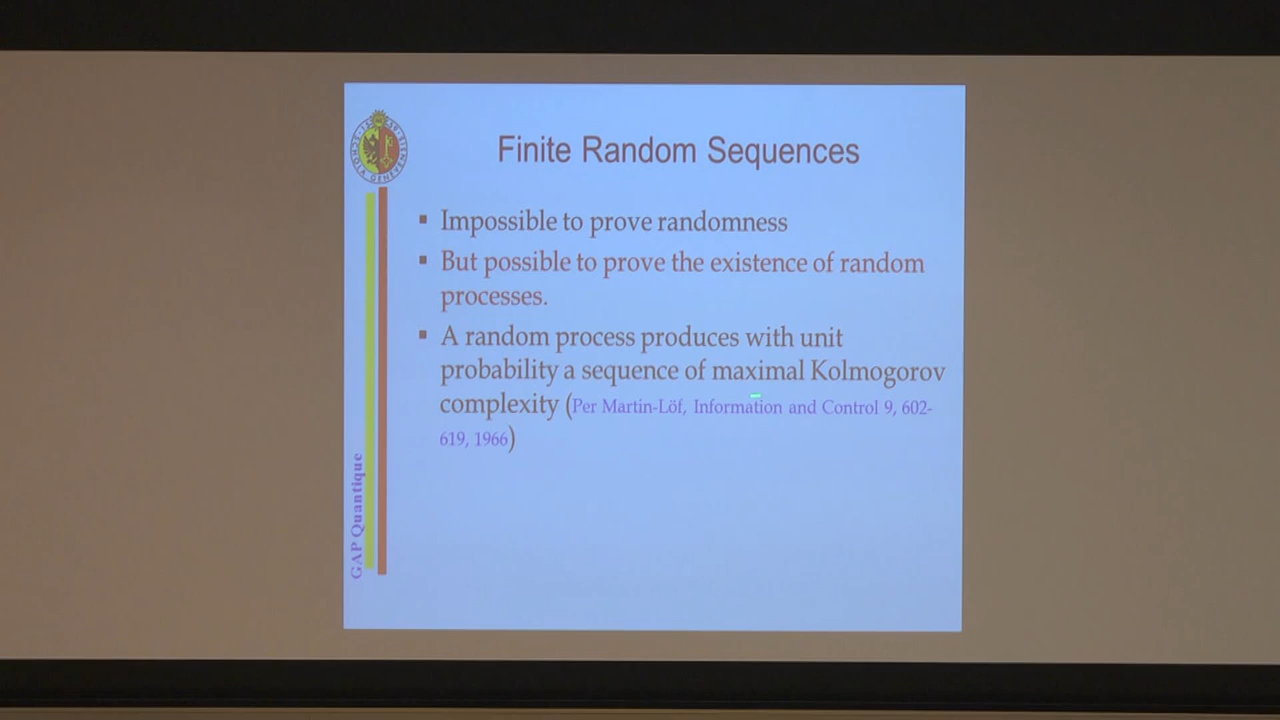 Finite Random Sequences
▪ Impossible to prove randomness
▪ But possible to prove the existence of random
processes.
▪ A random process produces with unit
probability a sequence of maximal Kolmogorov
complexity (Per Martin-Löf, Information and Control 9, 602-
619, 1966)
GAP Quantique